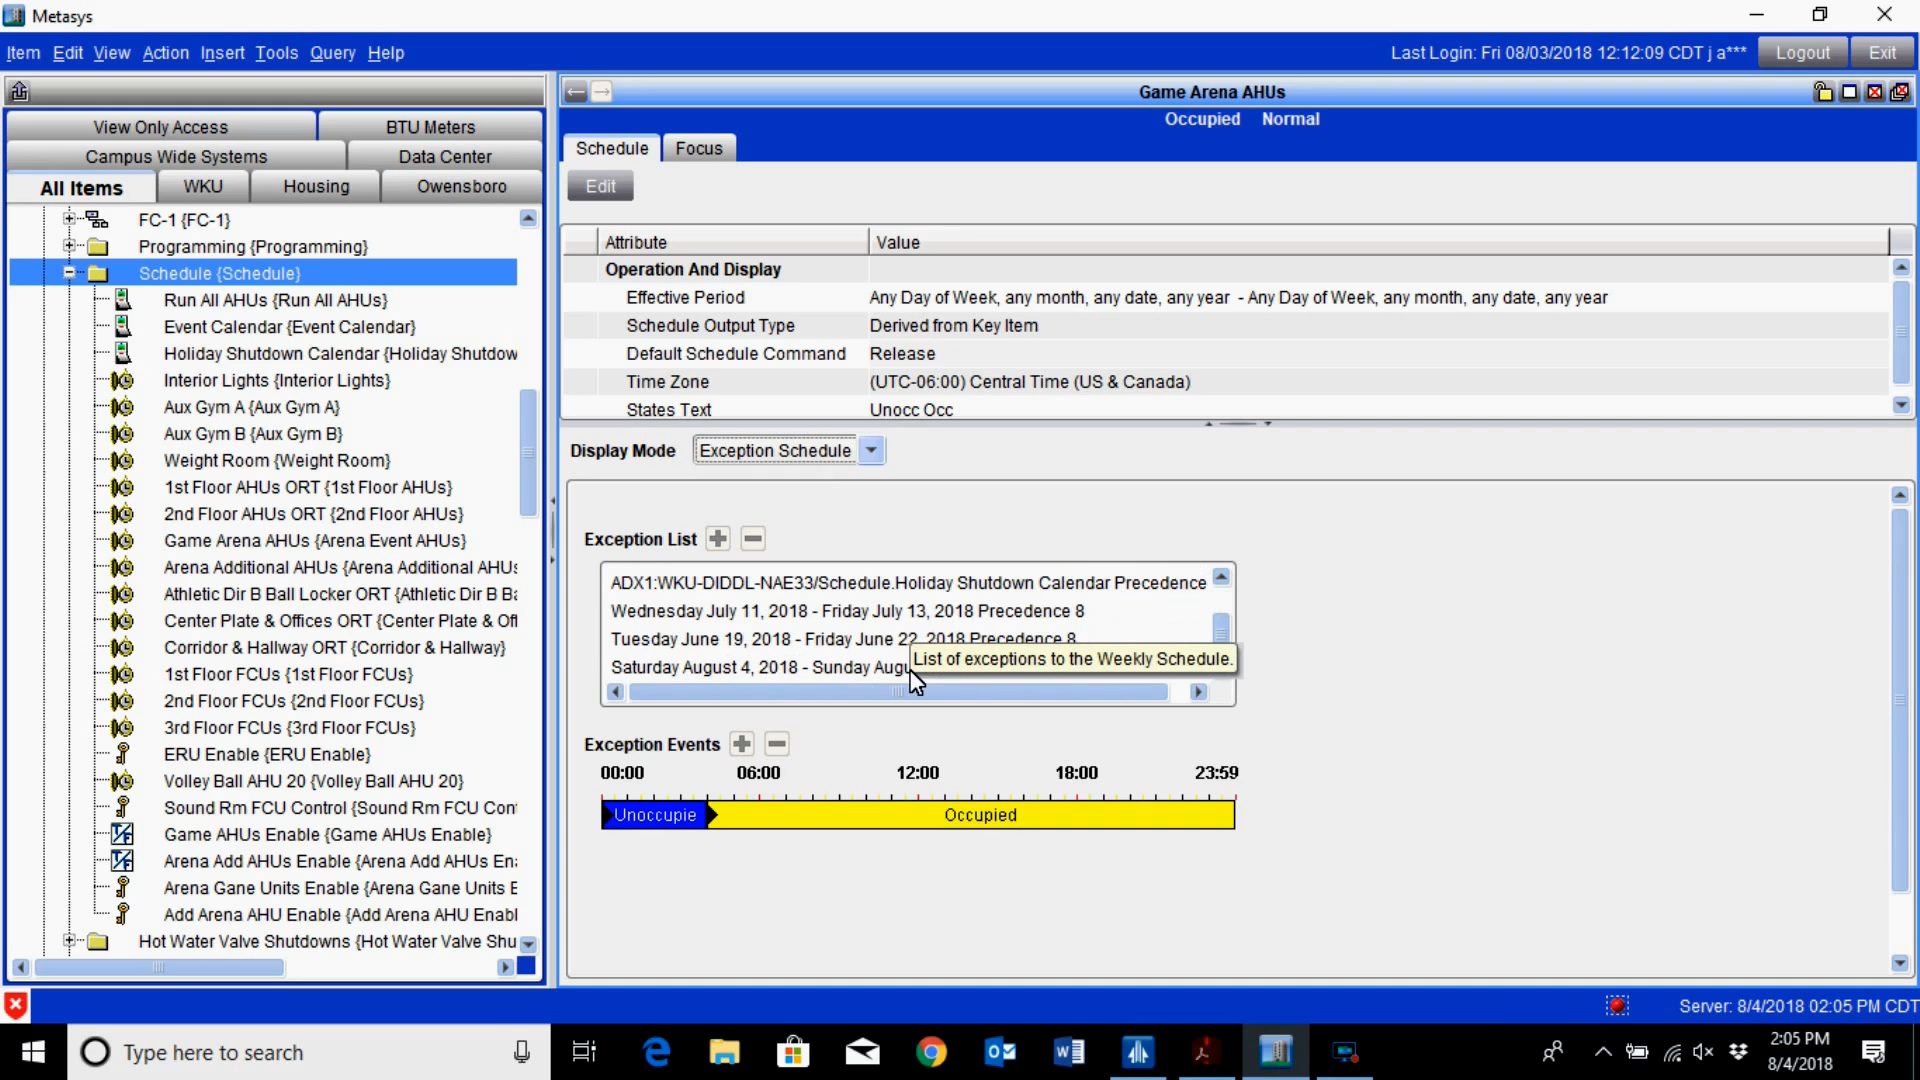 Metasys
Item Edit View Action Insert Tools Query Help
Last Login: Fri 08/03/2018 12:12:09 CDT j a*** Logout Exit
View Only Access BTU Meters
Campus Wide Systems Data Center
All Items WKU Housing Owensboro
FC-1 {FC-1}
Programming {Programming}
Schedule {Schedule}
Run All AHUs {Run All AHUs}
Event Calendar {Event Calendar}
Holiday Shutdown Calendar {Holiday Shutdow
Interior Lights {Interior Lights}
Aux Gym A {Aux Gym A}
Aux Gym B {Aux Gym B}
Weight Room {Weight Room}
1st Floor AHUs ORT {1st Floor AHUs}
2nd Floor AHUs ORT {2nd Floor AHUs}
Game Arena AHUs {Arena Event AHUs}
Arena Additional AHUs {Arena Additional AHUs
Athletic Dir B Ball Locker ORT {Athletic Dir B Ba
Center Plate & Offices ORT {Center Plate & Off
Corridor & Hallway ORT {Corridor & Hallway}
1st Floor FCUs {1st Floor FCUs}
2nd Floor FCUs {2nd Floor FCUs}
3rd Floor FCUs {3rd Floor FCUs}
ERU Enable {ERU Enable}
Volley Ball AHU 20 {Volley Ball AHU 20}
Sound Rm FCU Control {Sound Rm FCU Cont
Game AHUs Enable {Game AHUs Enable}
Arena Add AHUs Enable {Arena Add AHUs Ena
Arena Gane Units Enable {Arena Gane Units E
Add Arena AHU Enable {Add Arena AHU Enabl
Hot Water Valve Shutdowns {Hot Water Valve Shu
Game Arena AHUs
Occupied Normal
Schedule Focus
Edit
Attribute Value
Operation And Display
Effective Period Any Day of Week, any month, any date, any year - Any Day of Week, any month, any date, any year
Schedule Output Type Derived from Key Item
Default Schedule Command Release
Time Zone (UTC-06:00) Central Time (US & Canada)
States Text Unocc Occ
Display Mode Exception Schedule
Exception List
ADX1:WKU-DIDDL-NAE33/Schedule.Holiday Shutdown Calendar Precedence
Wednesday July 11, 2018 - Friday July 13, 2018 Precedence 8
Tuesday June 19, 2018 - Friday June 22, 2018 Precedence 8
Saturday August 4, 2018 - Sunday Augu
List of exceptions to the Weekly Schedule.
Exception Events
00:00 06:00 12:00 18:00 23:59
Unoccupie Occupied
Server: 8/4/2018 02:05 PM CDT
Type here to search
2:05 PM
8/4/2018